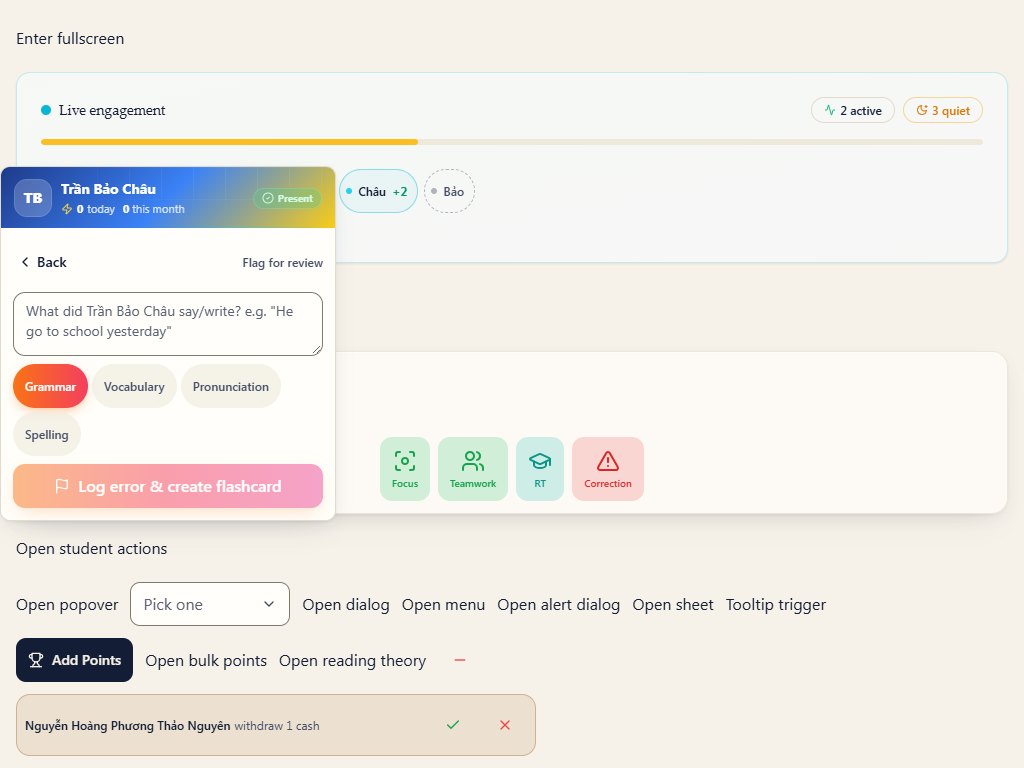 Enter fullscreen
Live engagement
2 active
3 quiet
TB
Trần Bảo Châu
0 today 0 this month
Present
Châu +2
Bảo
Back
Flag for review
What did Trần Bảo Châu say/write? e.g. "He
go to school yesterday"
Grammar
Vocabulary
Pronunciation
Spelling
Log error & create flashcard
Focus
Teamwork
RT
Correction
Open student actions
Open popover
Pick one
Open dialog
Open menu
Open alert dialog
Open sheet
Tooltip trigger
Add Points
Open bulk points
Open reading theory
Nguyễn Hoàng Phương Thảo Nguyên withdraw 1 cash